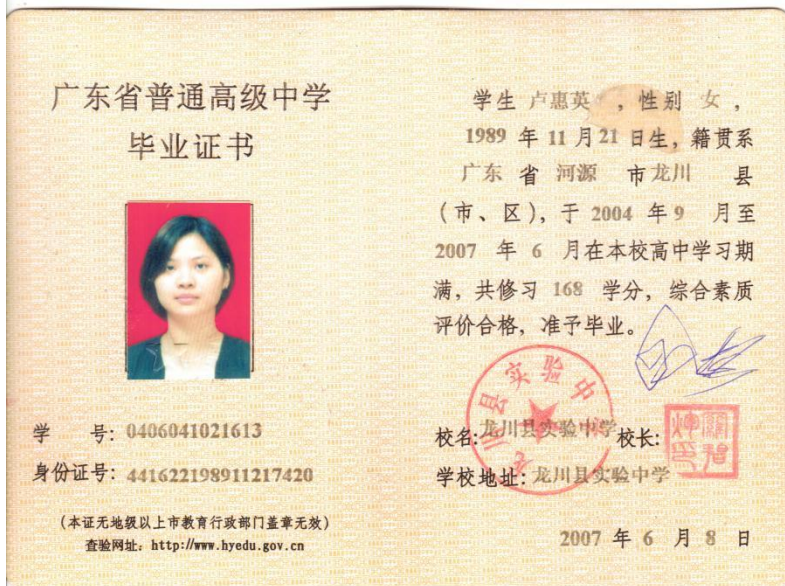 广东省普通高级中学
毕业证书
学 号: 0406041021613
身份证号: 441622198911217420
(本证无地级以上市教育行政部门盖章无效)
查验网址: http://www.hyedu.gov.cn
学生 卢惠英 , 性别 女 ,
1989 年 11 月 21 日生, 籍贯系
广东 省 河源 市 龙川 县
(市、区), 于 2004 年 9 月至
2007 年 6 月在本校高中学习期
满, 共修习 168 学分, 综合素质
评价合格, 准予毕业。
龙川县实验中学
校名: 龙川县实验中学 校长:
学校地址: 龙川县实验中学
2007 年 6 月 8 日